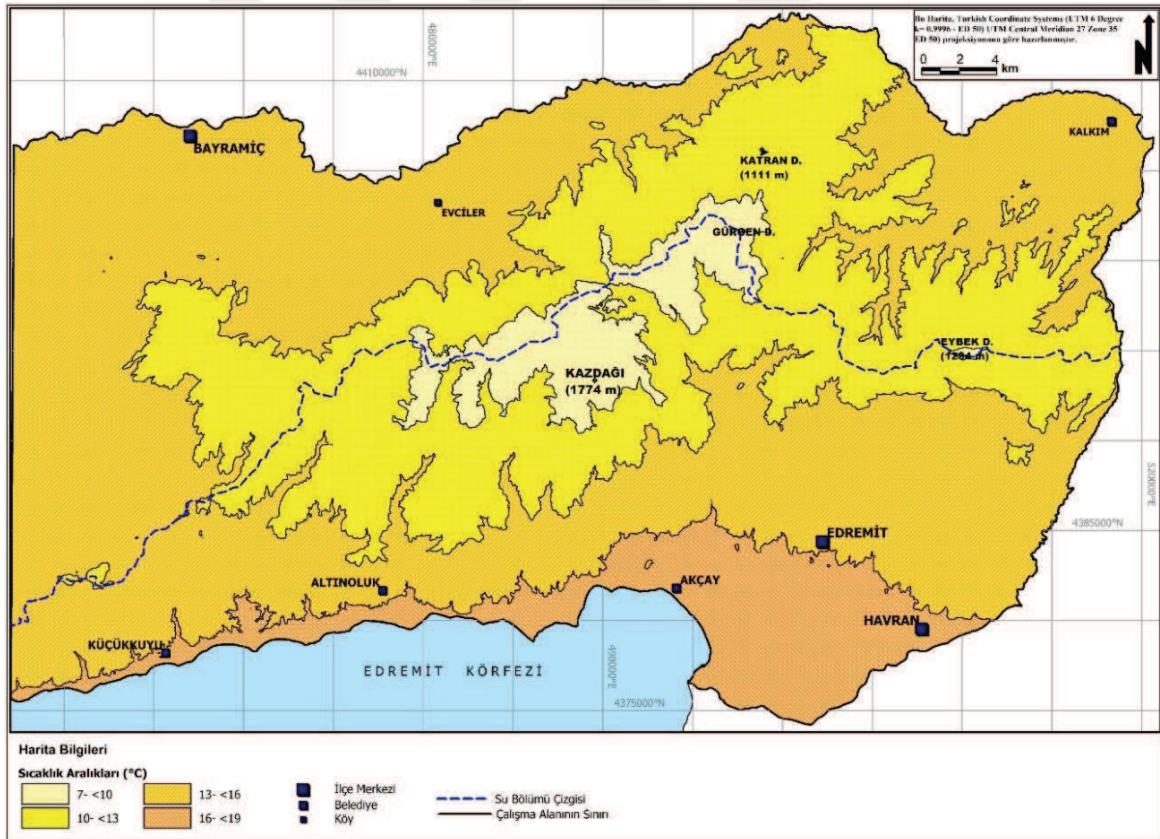 Bu Harita, Turkish Coordinate Systems (UTM 6 Degree
k= 0,9996 - ED 50) UTM Central Meridian 27 Zone 35
ED 50) projeksiyonuna göre hazırlanmıştır.
0 2 4 km
N
480000°E
4410000°N
BAYRAMİÇ
KALKIM
KATRAN D.
(1111 m)
EVCİLER
GÜRGEN D.
EYBEK D.
(1294 m)
KAZDAĞI
(1774 m)
520000°E
4385000°N
EDREMİT
ALTINOLUK
AKÇAY
HAVRAN
KÜÇÜKKUYU
EDREMİT KÖRFEZİ
490000°E
4375000°N
Harita Bilgileri
Sıcaklık Aralıkları (°C)
7- <10
13- <16
10- <13
16- <19
İlçe Merkezi
Belediye
Köy
Su Bölümü Çizgisi
Çalışma Alanının Sınırı